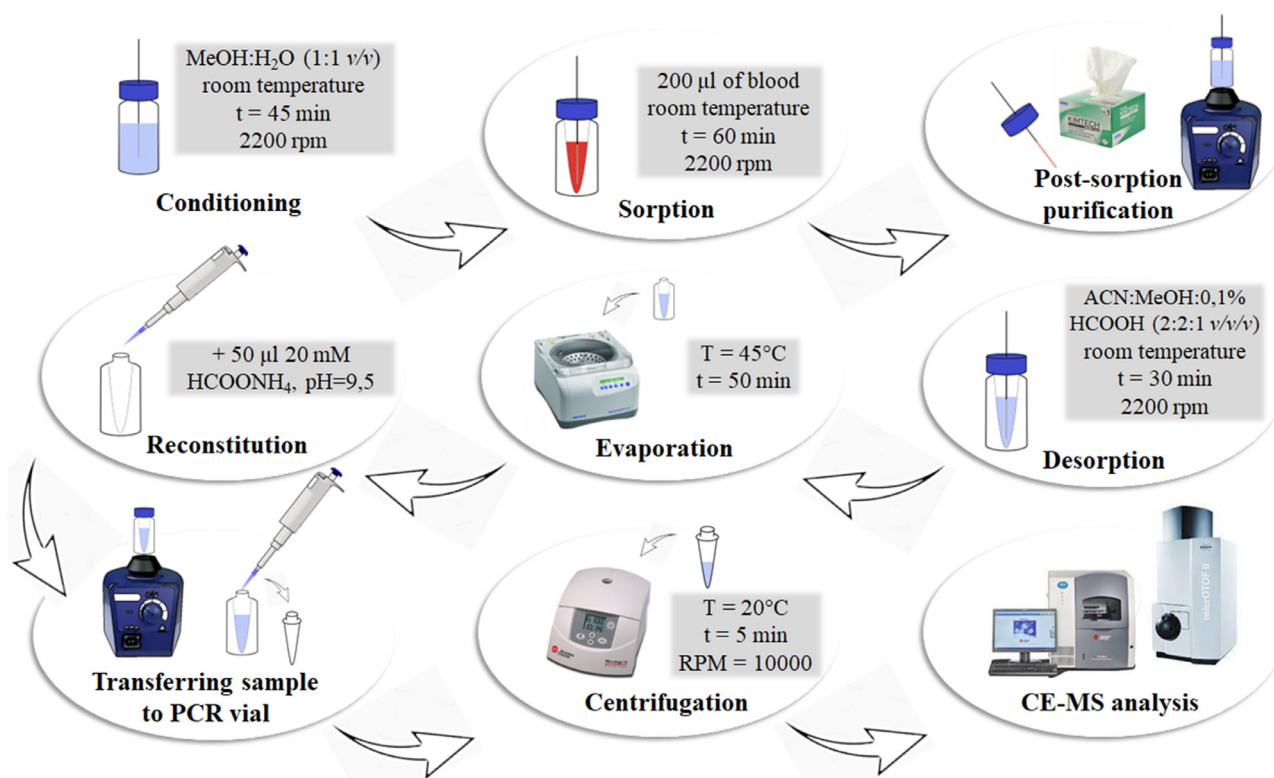 MeOH:H₂O (1:1 v/v)
room temperature
t = 45 min
2200 rpm
Conditioning
200 µl of blood
room temperature
t = 60 min
2200 rpm
Sorption
KIMTECH
Post-sorption
purification
ACN:MeOH:0,1%
HCOOH (2:2:1 v/v/v)
room temperature
t = 30 min
2200 rpm
Desorption
T = 45°C
t = 50 min
Evaporation
+ 50 µl 20 mM
HCOONH₄, pH=9,5
Reconstitution
Transferring sample
to PCR vial
T = 20°C
t = 5 min
RPM = 10000
Centrifugation
micrOTOF II
CE-MS analysis